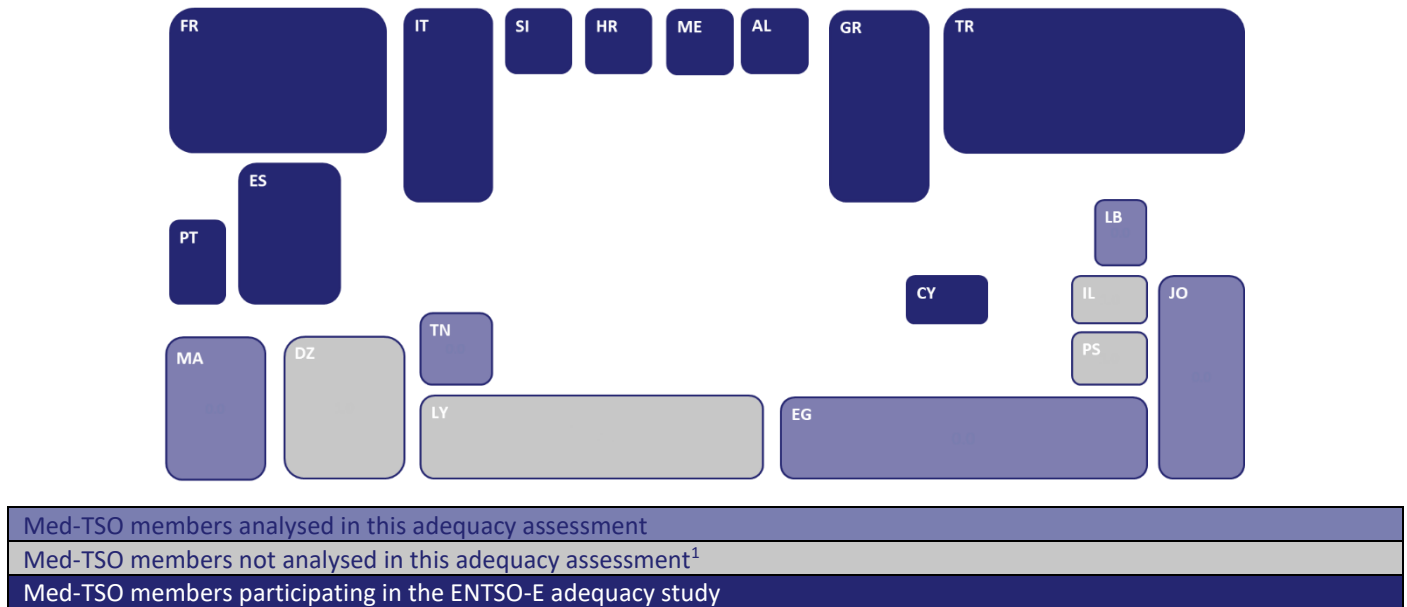 FR
IT
SI
HR
ME
AL
GR
TR
ES
PT
LB
CY
IL
JO
TN
PS
MA
DZ
LY
EG
Med-TSO members analysed in this adequacy assessment
Med-TSO members not analysed in this adequacy assessment¹
Med-TSO members participating in the ENTSO-E adequacy study